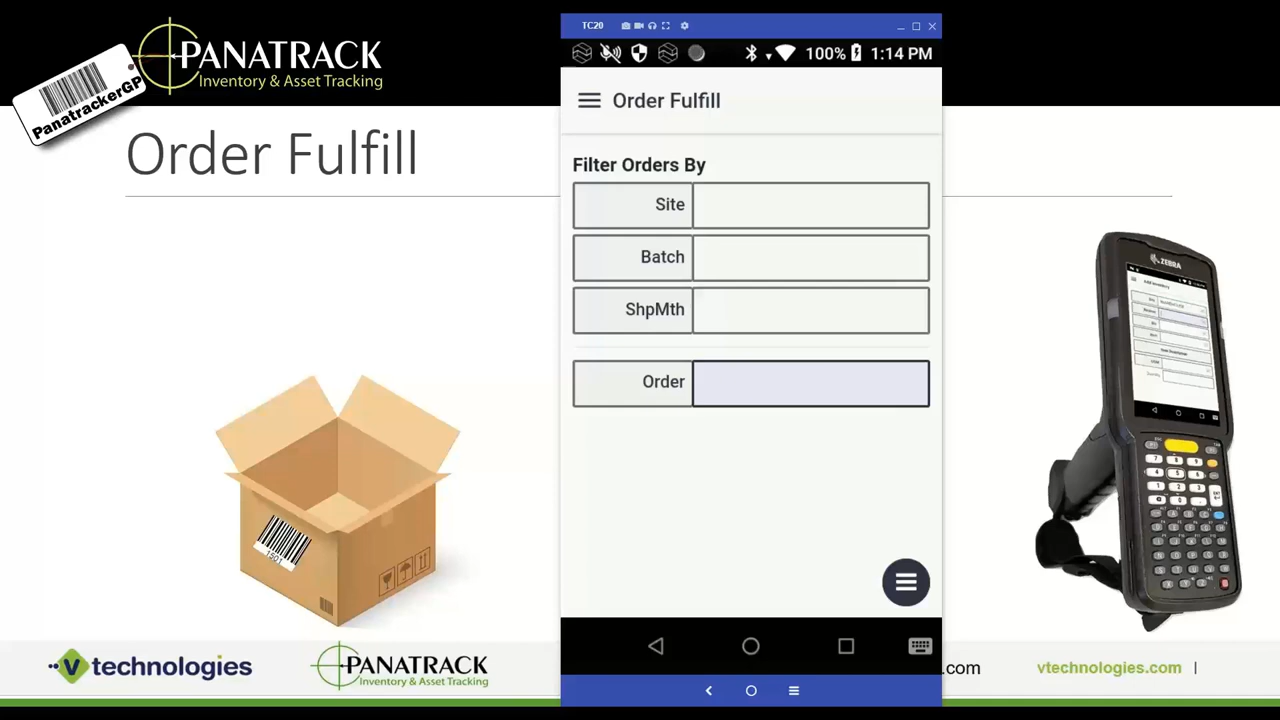 PANATRACK
Inventory & Asset Tracking
PanatrackerGP
Order Fulfill
TC20
100% 1:14 PM
Order Fulfill
Filter Orders By
Site
Batch
ShpMth
Order
ZEBRA
1501
technologies
PANATRACK
Inventory & Asset Tracking
.com
vtechnologies.com |